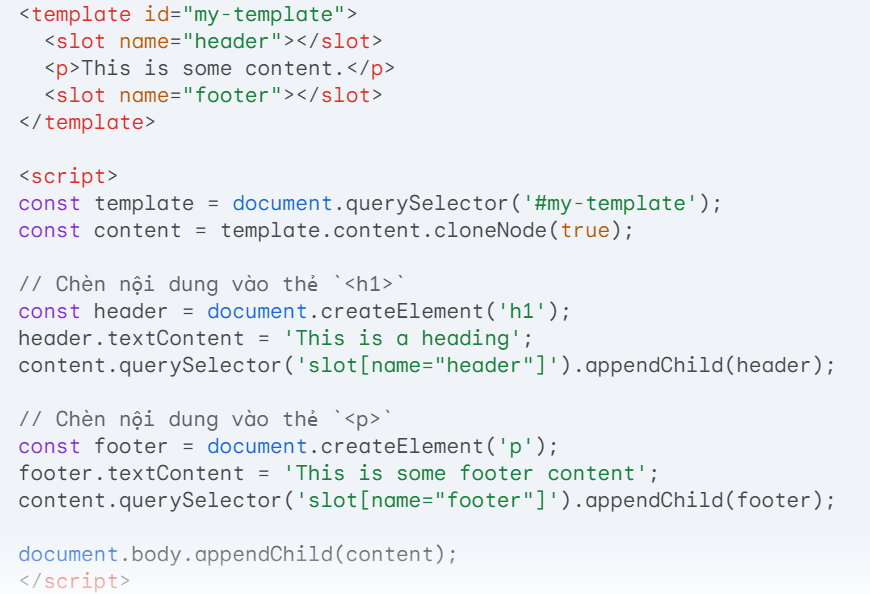 <template id="my-template">
  <slot name="header"></slot>
  <p>This is some content.</p>
  <slot name="footer"></slot>
</template>

<script>
const template = document.querySelector('#my-template');
const content = template.content.cloneNode(true);

// Chèn nội dung vào thẻ `<h1>`
const header = document.createElement('h1');
header.textContent = 'This is a heading';
content.querySelector('slot[name="header"]').appendChild(header);

// Chèn nội dung vào thẻ `<p>`
const footer = document.createElement('p');
footer.textContent = 'This is some footer content';
content.querySelector('slot[name="footer"]').appendChild(footer);

document.body.appendChild(content);
</script>